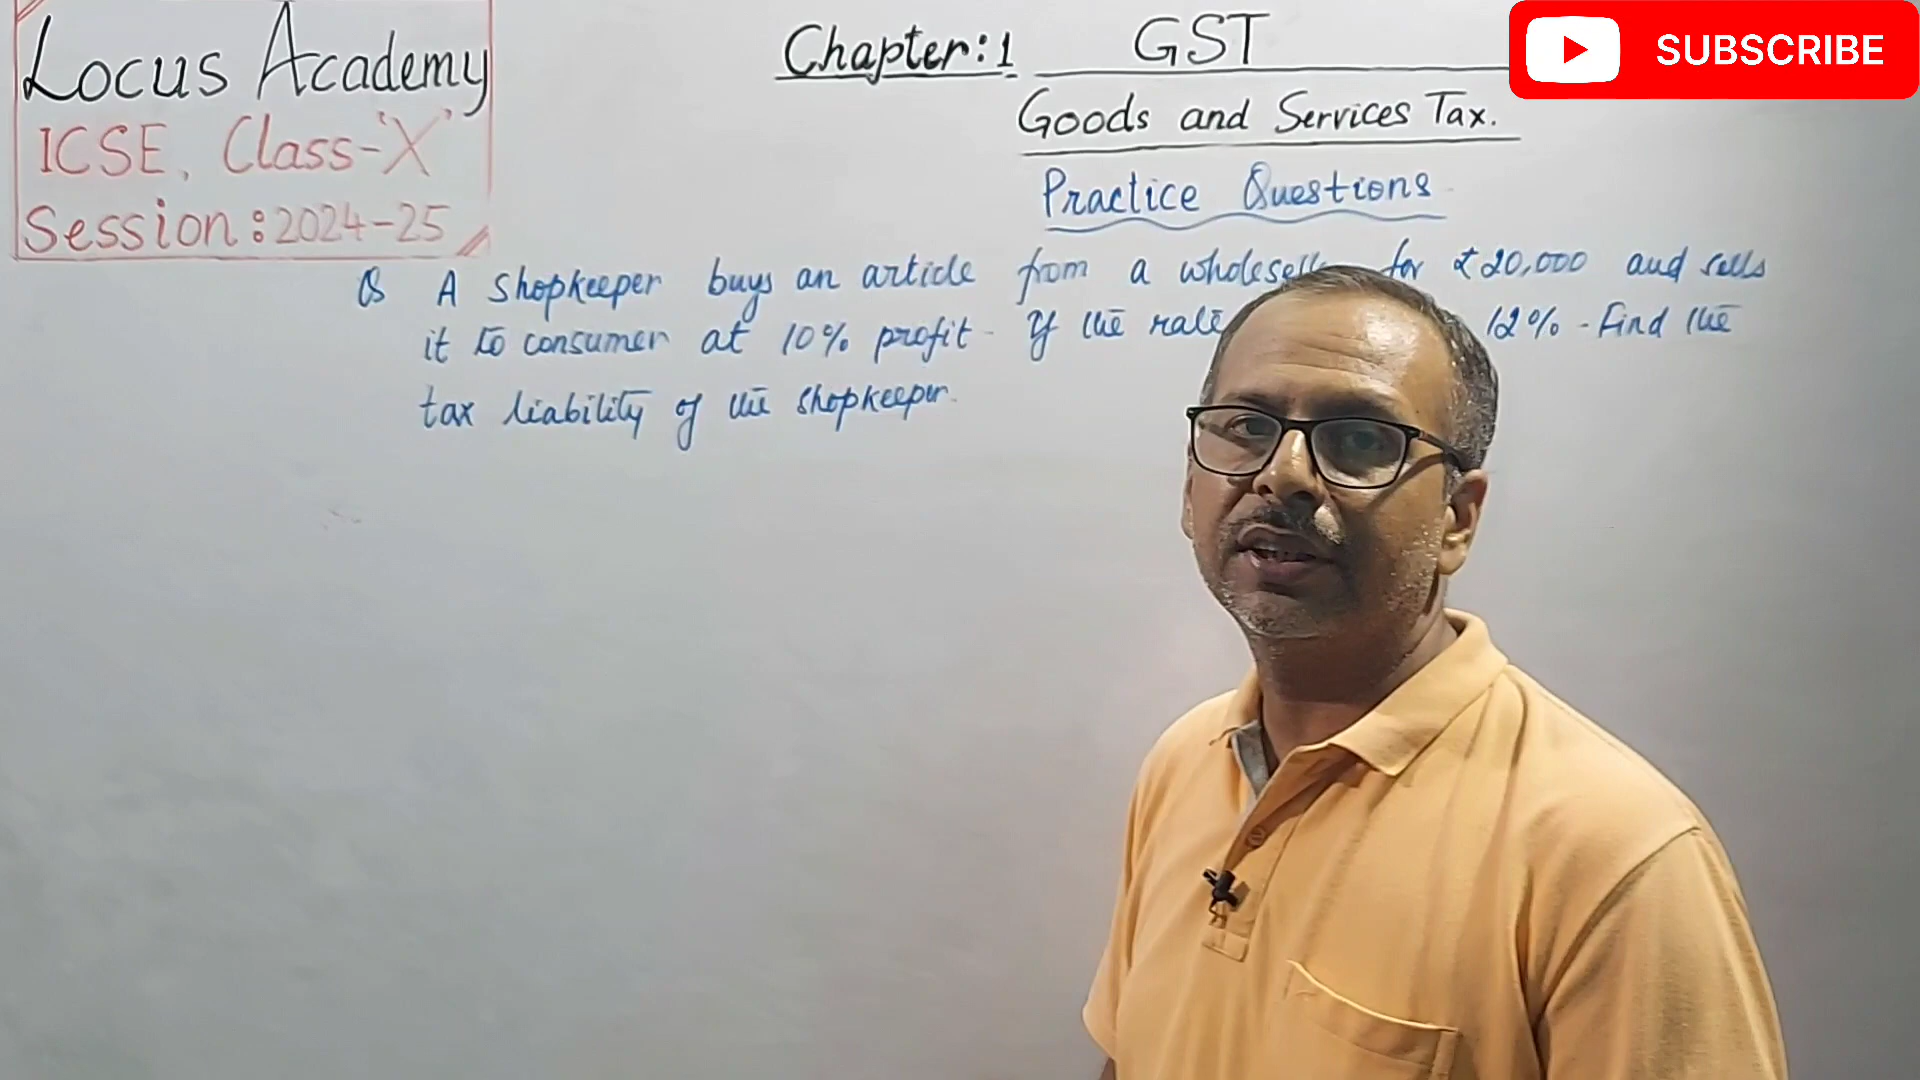 Locus Academy
ICSE, Class-'X'
Session: 2024-25
Chapter:1 GST
Goods and Services Tax.
SUBSCRIBE
Practice Questions
Q A shopkeeper buys an article from a for ₹20,000 and sells
it to consumer at 10% profit. If the rate 12%. Find the
tax liability of the shopkeeper.